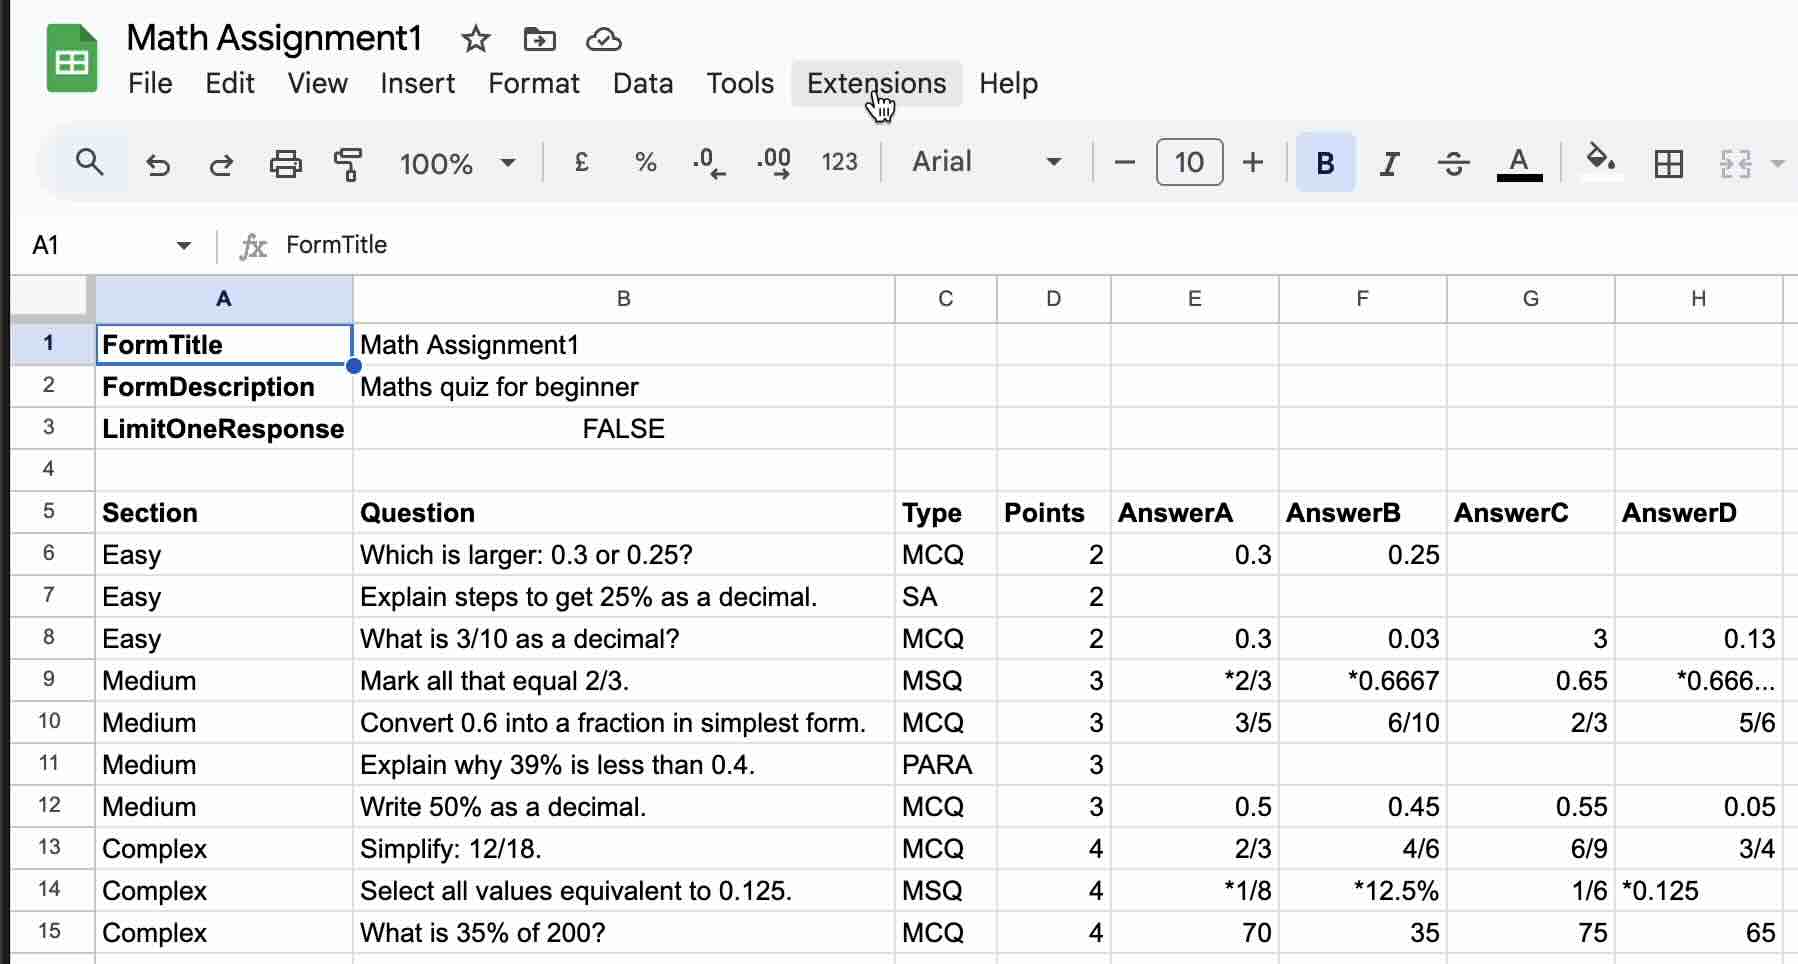 Math Assignment1
File Edit View Insert Format Data Tools Extensions Help
100% £ % .0 .00 123 Arial 10 B I S A
A1 fx FormTitle
A B C D E F G H
1 FormTitle Math Assignment1
2 FormDescription Maths quiz for beginner
3 LimitOneResponse FALSE
4
5 Section Question Type Points AnswerA AnswerB AnswerC AnswerD
6 Easy Which is larger: 0.3 or 0.25? MCQ 2 0.3 0.25
7 Easy Explain steps to get 25% as a decimal. SA 2
8 Easy What is 3/10 as a decimal? MCQ 2 0.3 0.03 3 0.13
9 Medium Mark all that equal 2/3. MSQ 3 *2/3 *0.6667 0.65 *0.666...
10 Medium Convert 0.6 into a fraction in simplest form. MCQ 3 3/5 6/10 2/3 5/6
11 Medium Explain why 39% is less than 0.4. PARA 3
12 Medium Write 50% as a decimal. MCQ 3 0.5 0.45 0.55 0.05
13 Complex Simplify: 12/18. MCQ 4 2/3 4/6 6/9 3/4
14 Complex Select all values equivalent to 0.125. MSQ 4 *1/8 *12.5% 1/6 *0.125
15 Complex What is 35% of 200? MCQ 4 70 35 75 65